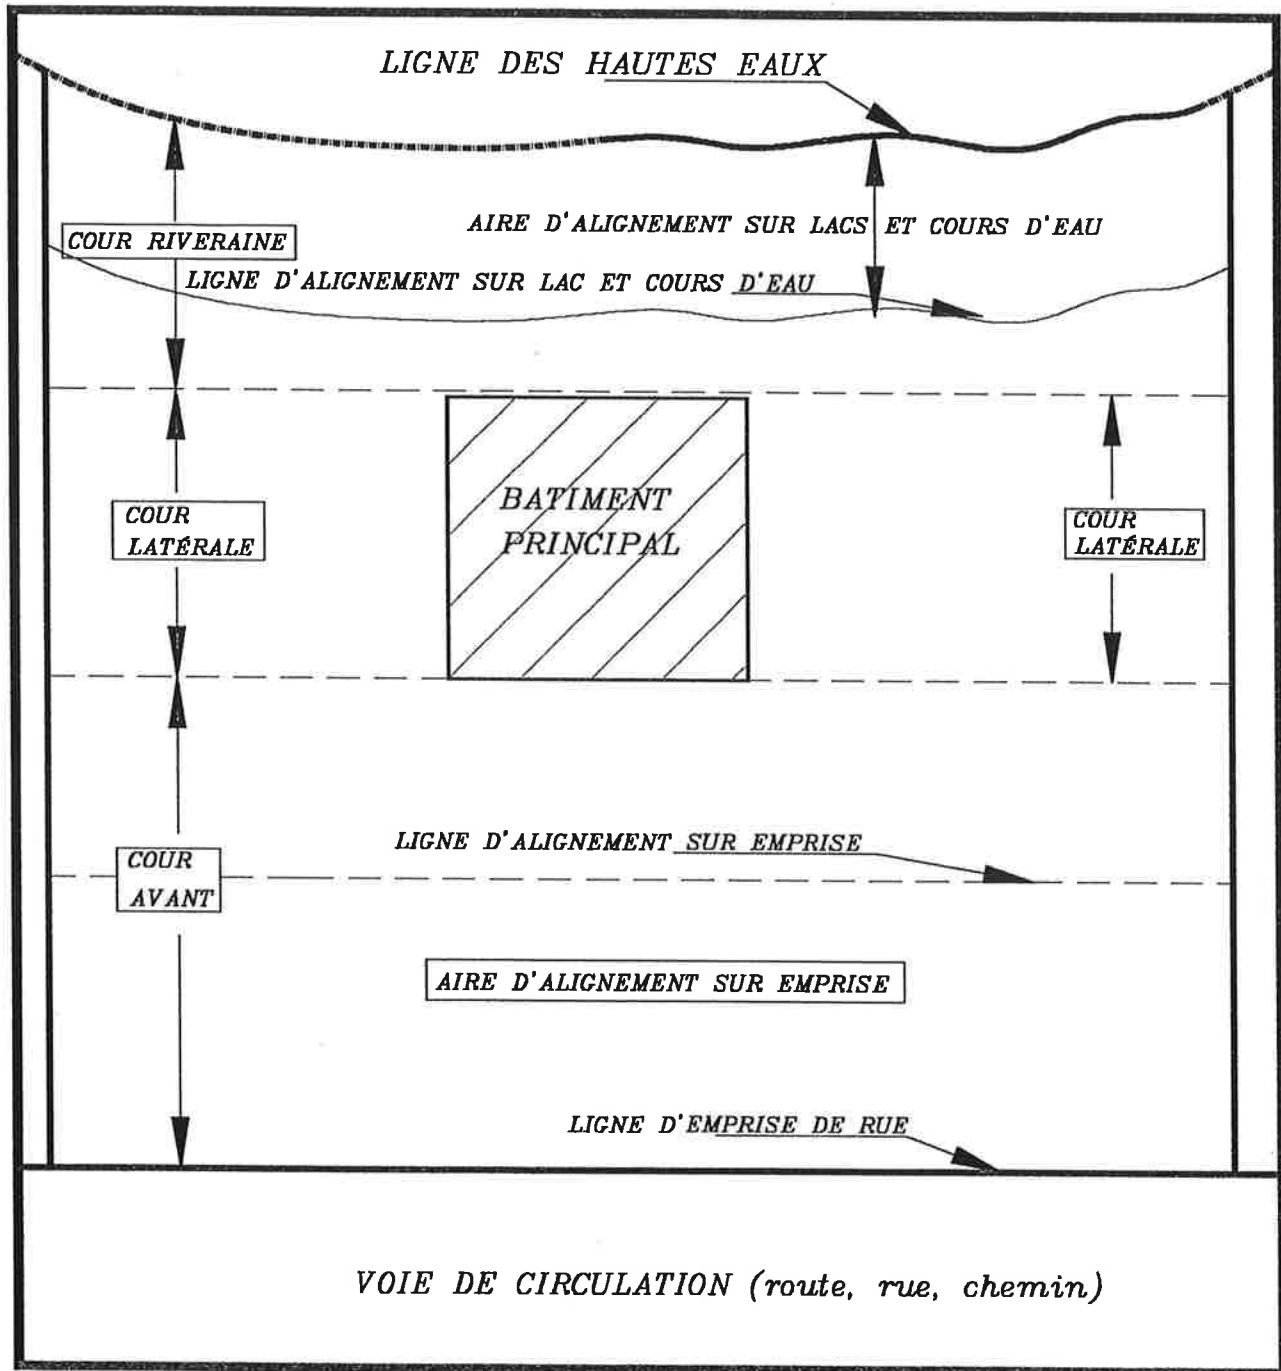 LIGNE DES HAUTES EAUX
AIRE D'ALIGNEMENT SUR LACS ET COURS D'EAU
COUR RIVERAINE
LIGNE D'ALIGNEMENT SUR LAC ET COURS D'EAU
BATIMENT
PRINCIPAL
COUR
LATÉRALE
COUR
LATÉRALE
LIGNE D'ALIGNEMENT SUR EMPRISE
COUR
AVANT
AIRE D'ALIGNEMENT SUR EMPRISE
LIGNE D'EMPRISE DE RUE
VOIE DE CIRCULATION (route, rue, chemin)